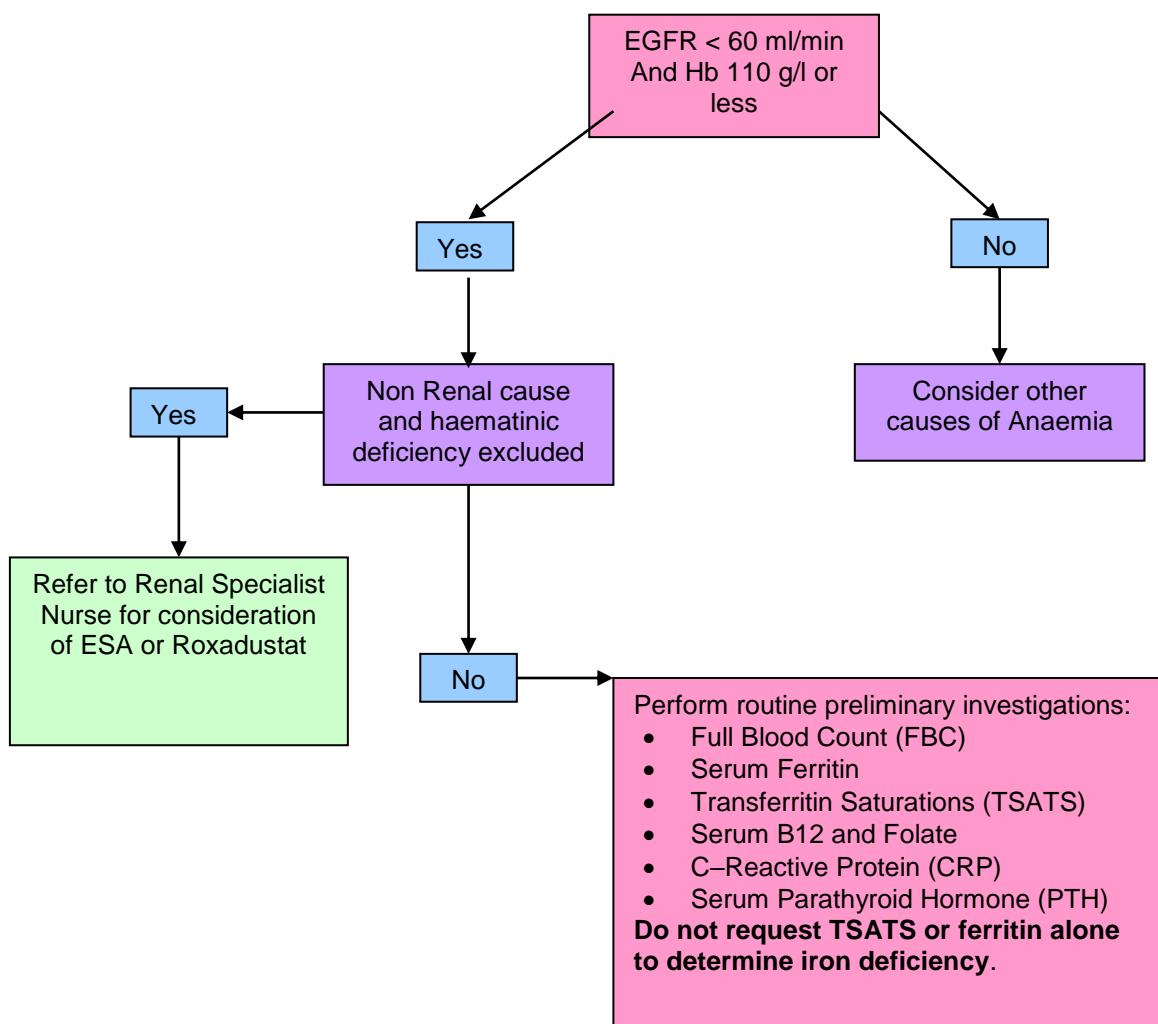 EGFR < 60 ml/min
And Hb 110 g/l or
less
Yes
No
Yes
Non Renal cause
and haematinic
deficiency excluded
Consider other
causes of Anaemia
Refer to Renal Specialist
Nurse for consideration
of ESA or Roxadustat
No
Perform routine preliminary investigations:
• Full Blood Count (FBC)
• Serum Ferritin
• Transferritin Saturations (TSATS)
• Serum B12 and Folate
• C–Reactive Protein (CRP)
• Serum Parathyroid Hormone (PTH)
Do not request TSATS or ferritin alone
to determine iron deficiency.